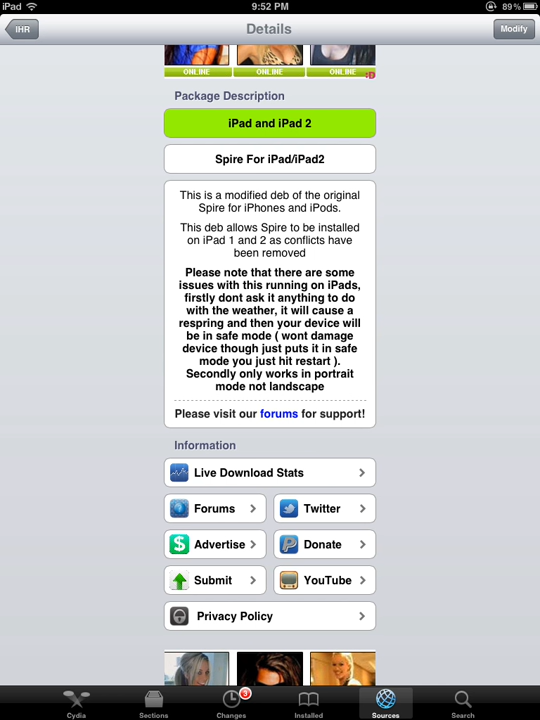 iPad
9:52 PM
89%
IHR
Details
Modify
ONLINE
ONLINE
ONLINE
Package Description
iPad and iPad 2
Spire For iPad/iPad2
This is a modified deb of the original
Spire for iPhones and iPods.
This deb allows Spire to be installed
on iPad 1 and 2 as conflicts have
been removed
Please note that there are some
issues with this running on iPads,
firstly dont ask it anything to do
with the weather, it will cause a
respring and then your device will
be in safe mode ( wont damage
device though just puts it in safe
mode you just hit restart ).
Secondly only works in portrait
mode not landscape
Please visit our forums for support!
Information
Live Download Stats
Forums
Twitter
Advertise
Donate
Submit
YouTube
Privacy Policy
3
Cydia
Sections
Changes
Installed
Sources
Search